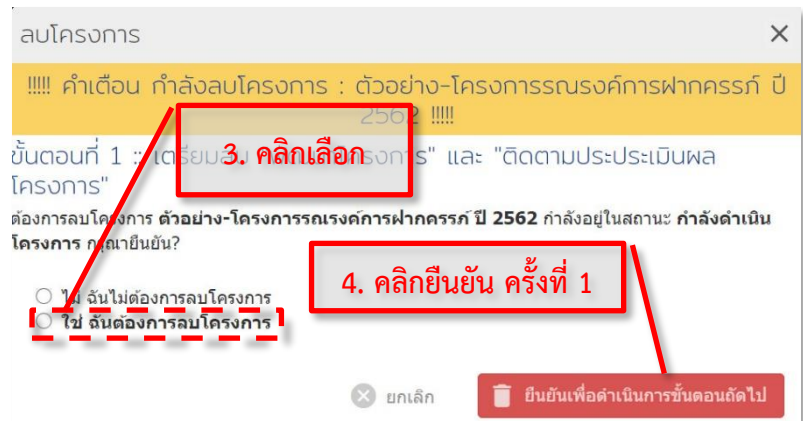 ลบโครงการ
!!!!! คำเตือน กำลังลบโครงการ : ตัวอย่าง-โครงการรณรงค์การฝากครรภ์ ปี
2562 !!!!!
3. คลิกเลือก
ขั้นตอนที่ 1 :: เตรียมลบ โครงการ" และ "ติดตามประประเมินผล
โครงการ"
ต้องการลบโครงการ ตัวอย่าง-โครงการรณรงค์การฝากครรภ์ ปี 2562 กำลังอยู่ในสถานะ กำลังดำเนิน
โครงการ กรุณายืนยัน?
4. คลิกยืนยัน ครั้งที่ 1
ไม่ ฉันไม่ต้องการลบโครงการ
ใช่ ฉันต้องการลบโครงการ
ยกเลิก
ยืนยันเพื่อดำเนินการขั้นตอนถัดไป